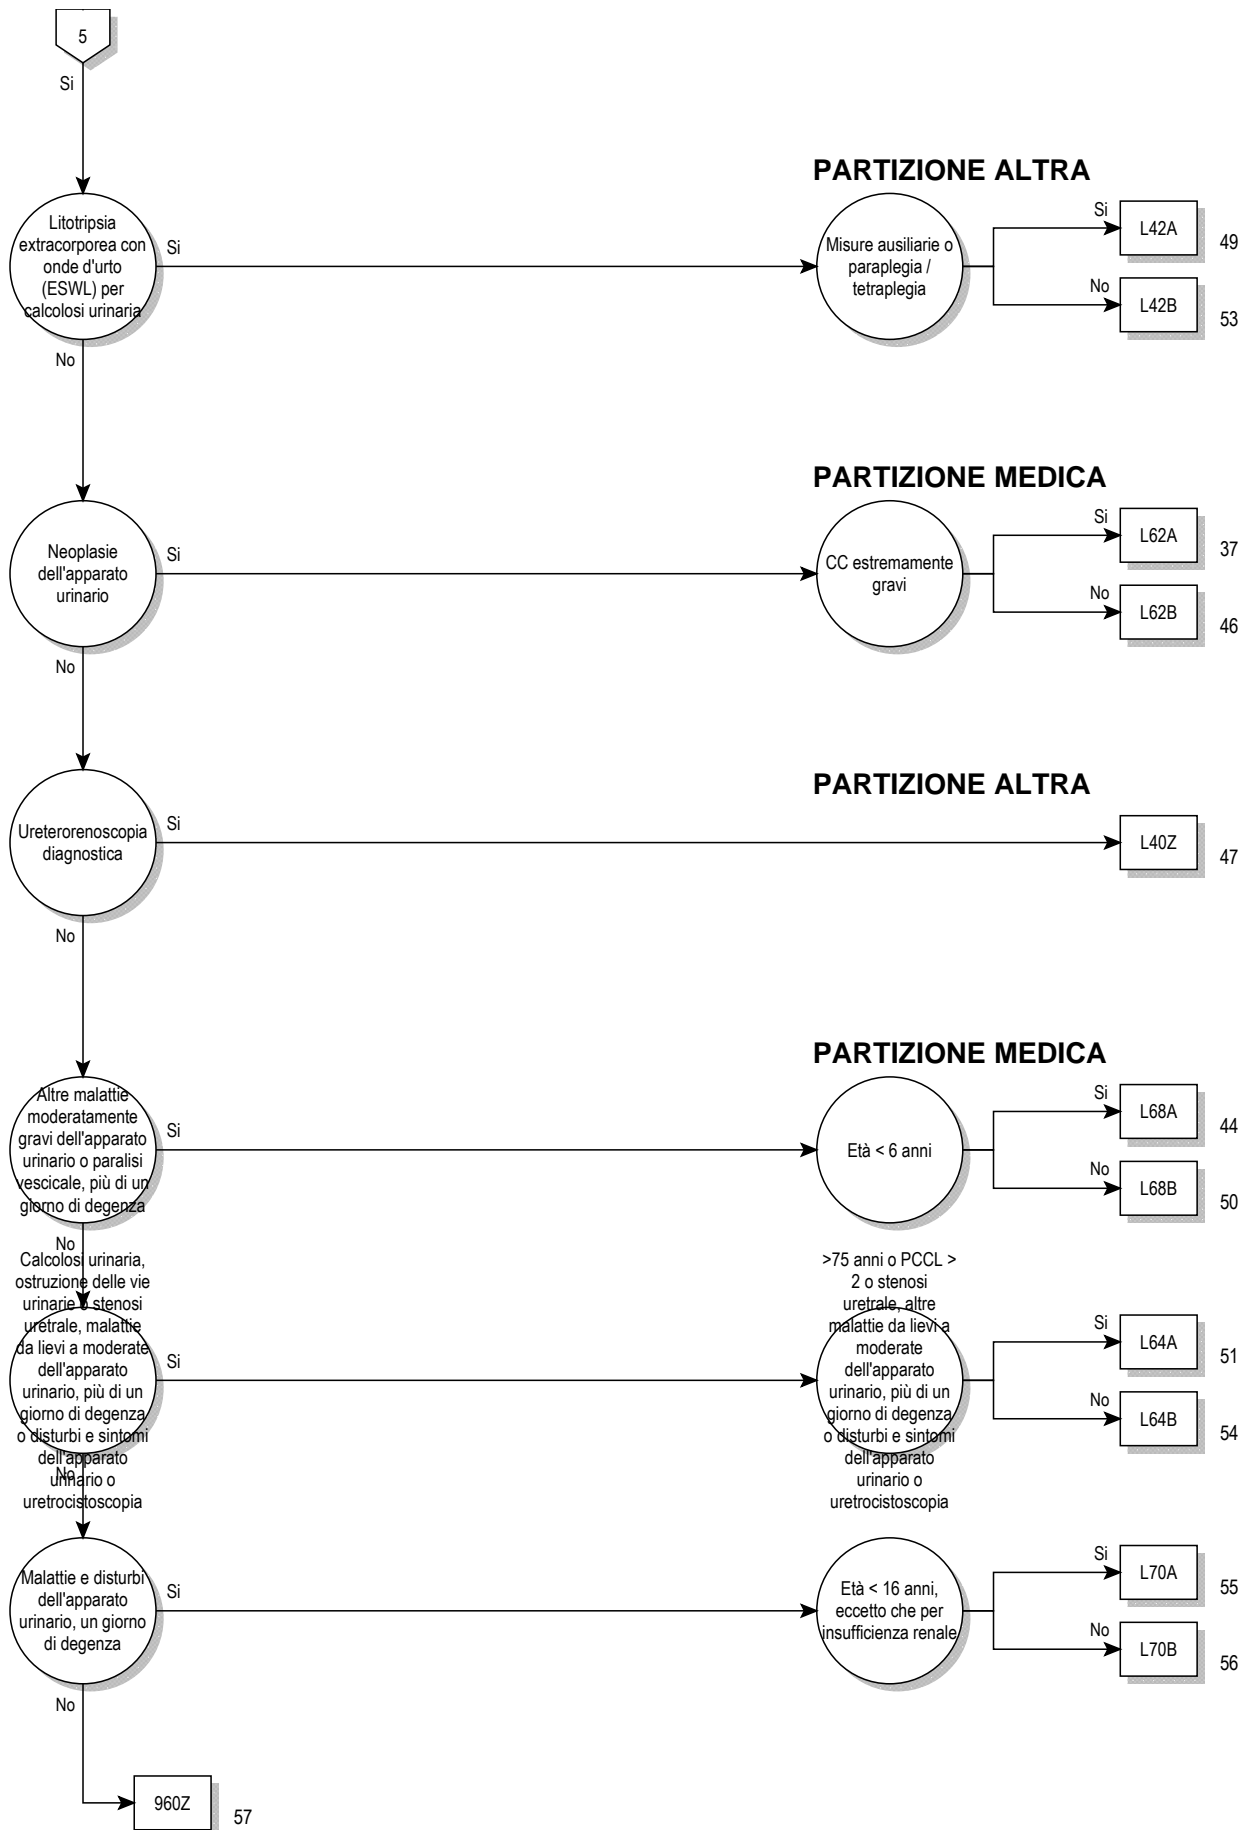 5
Si
PARTIZIONE ALTRA
Litotripsia
extracorporea con
onde d'urto
(ESWL) per
calcolosi urinaria
Si
Misure ausiliarie o
paraplegia /
tetraplegia
Si
L42A
49
No
L42B
53
No
PARTIZIONE MEDICA
Neoplasie
dell'apparato
urinario
Si
CC estremamente
gravi
Si
L62A
37
No
L62B
46
No
PARTIZIONE ALTRA
Ureterorenoscopia
diagnostica
Si
L40Z
47
No
PARTIZIONE MEDICA
Altre malattie
moderatamente
gravi dell'apparato
urinario o paralisi
vescicale, più di un
giorno di degenza
Si
Età < 6 anni
Si
L68A
44
No
L68B
50
No
Calcolosi urinaria,
ostruzione delle vie
urinarie o stenosi
uretrale, malattie
da lievi a moderate
dell'apparato
urinario, più di un
giorno di degenza
o disturbi e sintomi
dell'apparato
urinario o
uretrocistoscopia
Si
>75 anni o PCCL >
2 o stenosi
uretrale, altre
malattie da lievi a
moderate
dell'apparato
urinario, più di un
giorno di degenza
o disturbi e sintomi
dell'apparato
urinario o
uretrocistoscopia
Si
L64A
51
No
L64B
54
No
Malattie e disturbi
dell'apparato
urinario, un giorno
di degenza
Si
Età < 16 anni,
eccetto che per
insufficienza renale
Si
L70A
55
No
L70B
56
No
960Z
57